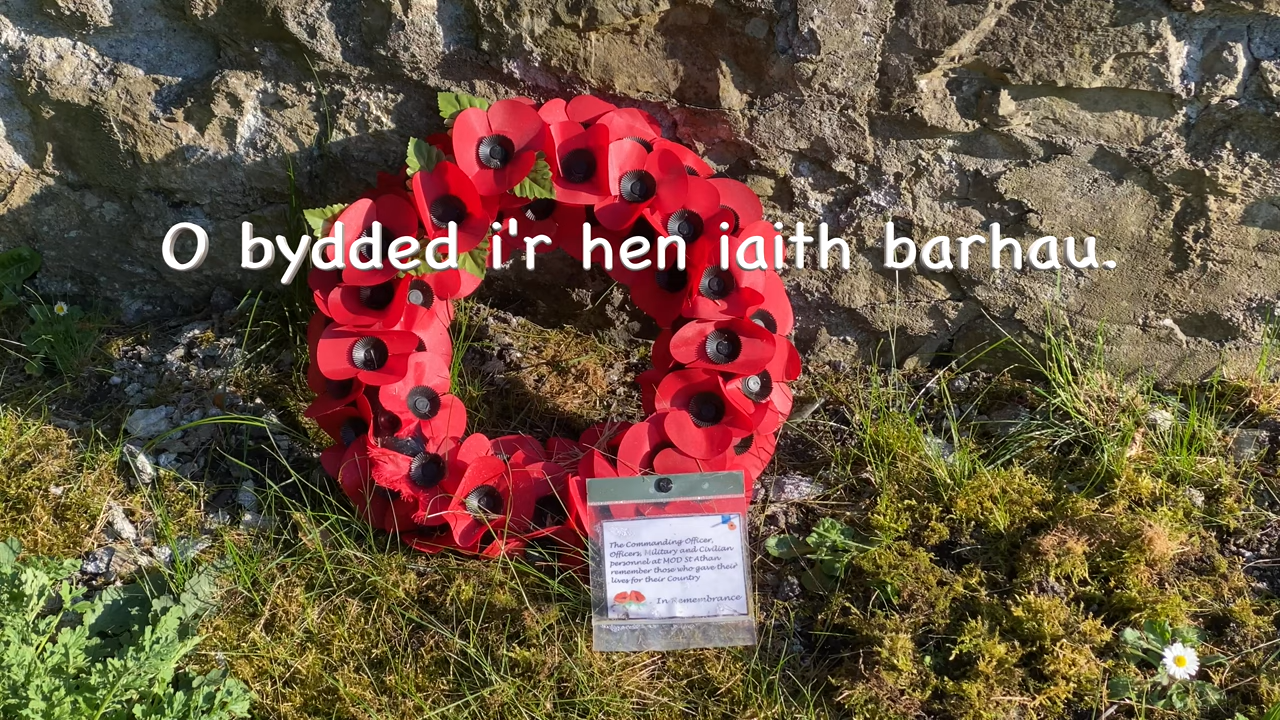 O bydded i'r hen iaith barhau.
The Commanding Officer,
Officers, Military and Civilian
personnel at MOD St Athan
remember those who gave their
lives for their Country
In Remembrance